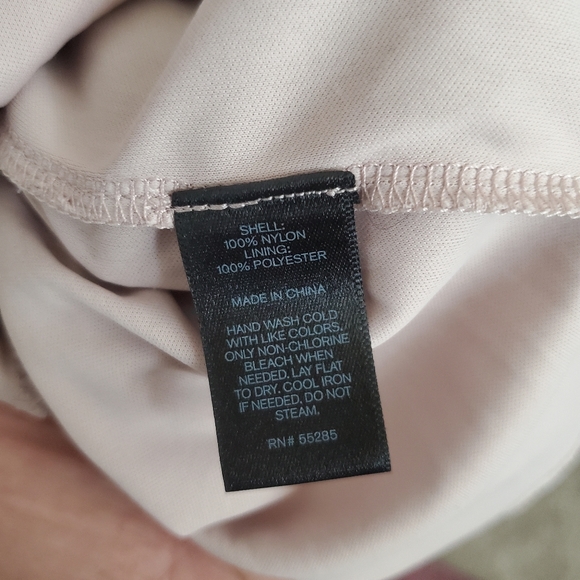 SHELL:
100% NYLON
LINING:
100% POLYESTER
MADE IN CHINA
HAND WASH COLD
WITH LIKE COLORS.
ONLY NON-CHLORINE
BLEACH WHEN
NEEDED. LAY FLAT
TO DRY. COOL IRON
IF NEEDED. DO NOT
STEAM.
RN# 55285